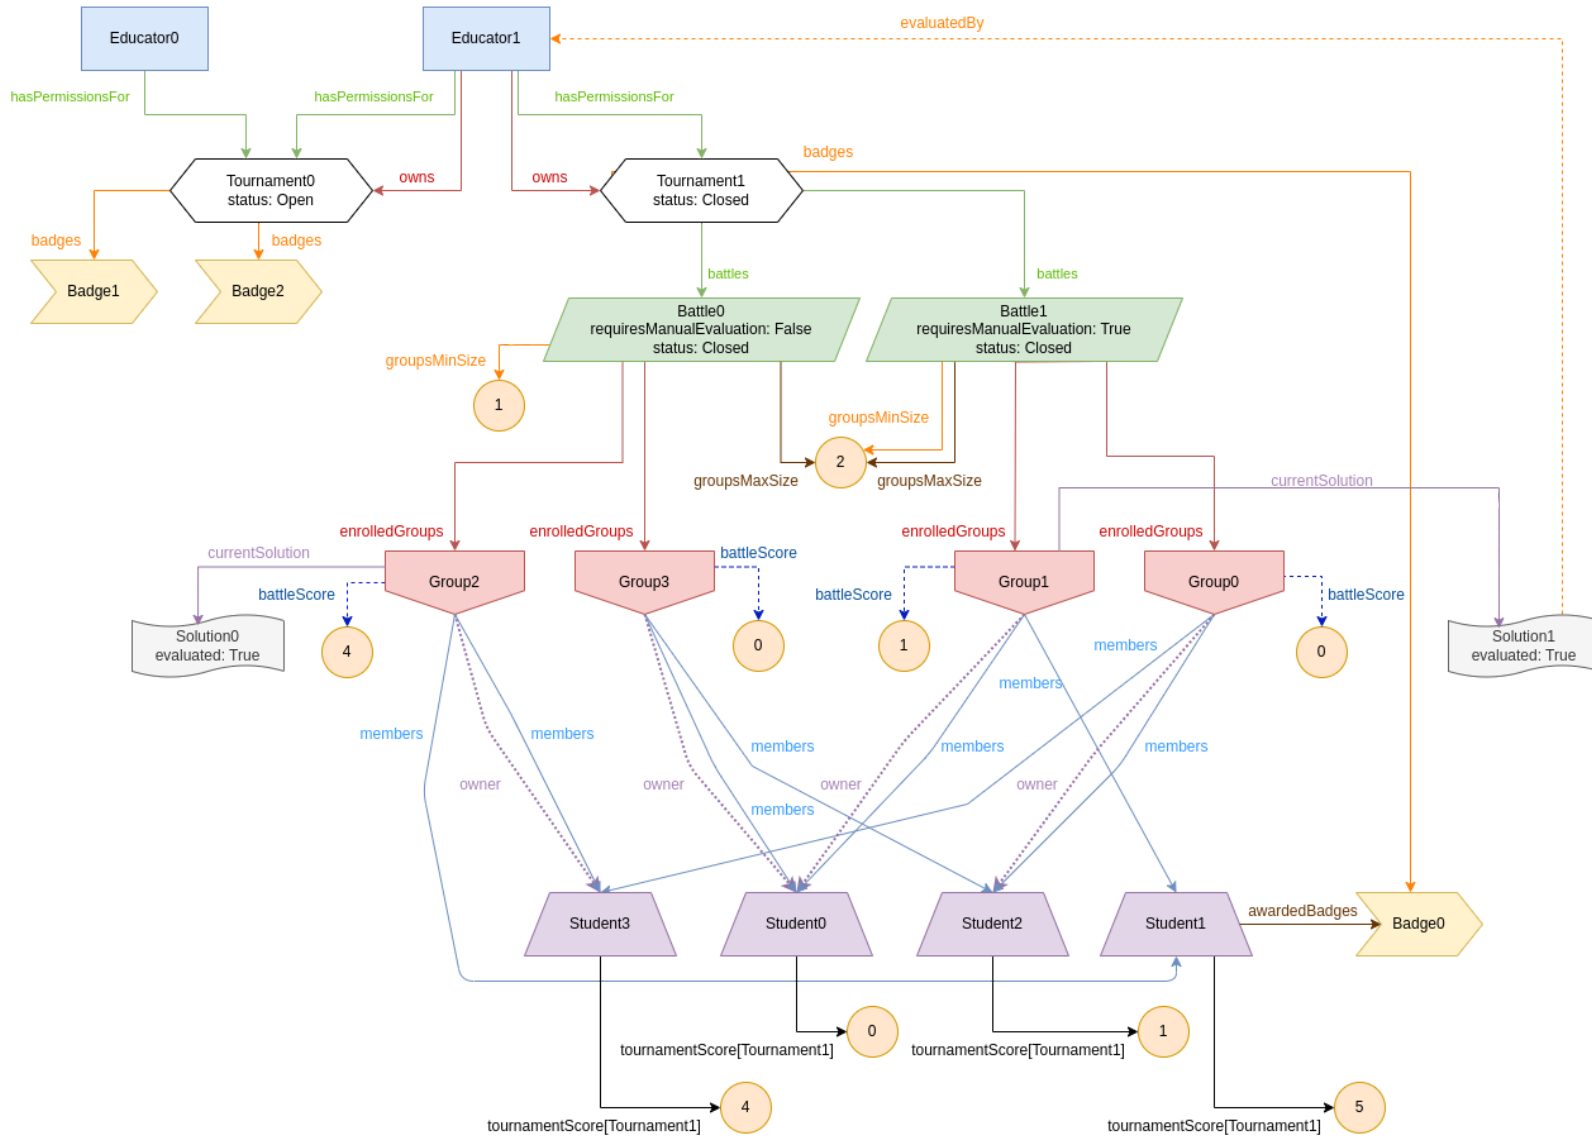 Educator0
Educator1
evaluatedBy
hasPermissionsFor
hasPermissionsFor
hasPermissionsFor
badges
Tournament0
status: Open
owns
owns
Tournament1
status: Closed
badges
badges
battles
battles
Badge1
Badge2
Battle0
requiresManualEvaluation: False
status: Closed
Battle1
requiresManualEvaluation: True
status: Closed
groupsMinSize
1
groupsMinSize
2
groupsMaxSize
groupsMaxSize
currentSolution
enrolledGroups
enrolledGroups
enrolledGroups
enrolledGroups
currentSolution
battleScore
Group2
Group3
Group1
Group0
battleScore
battleScore
battleScore
Solution0
evaluated: True
4
0
1
0
Solution1
evaluated: True
members
members
members
members
members
members
members
owner
owner
owner
owner
members
Student3
Student0
Student2
Student1
awardedBadges
Badge0
0
1
tournamentScore[Tournament1]
tournamentScore[Tournament1]
4
5
tournamentScore[Tournament1]
tournamentScore[Tournament1]